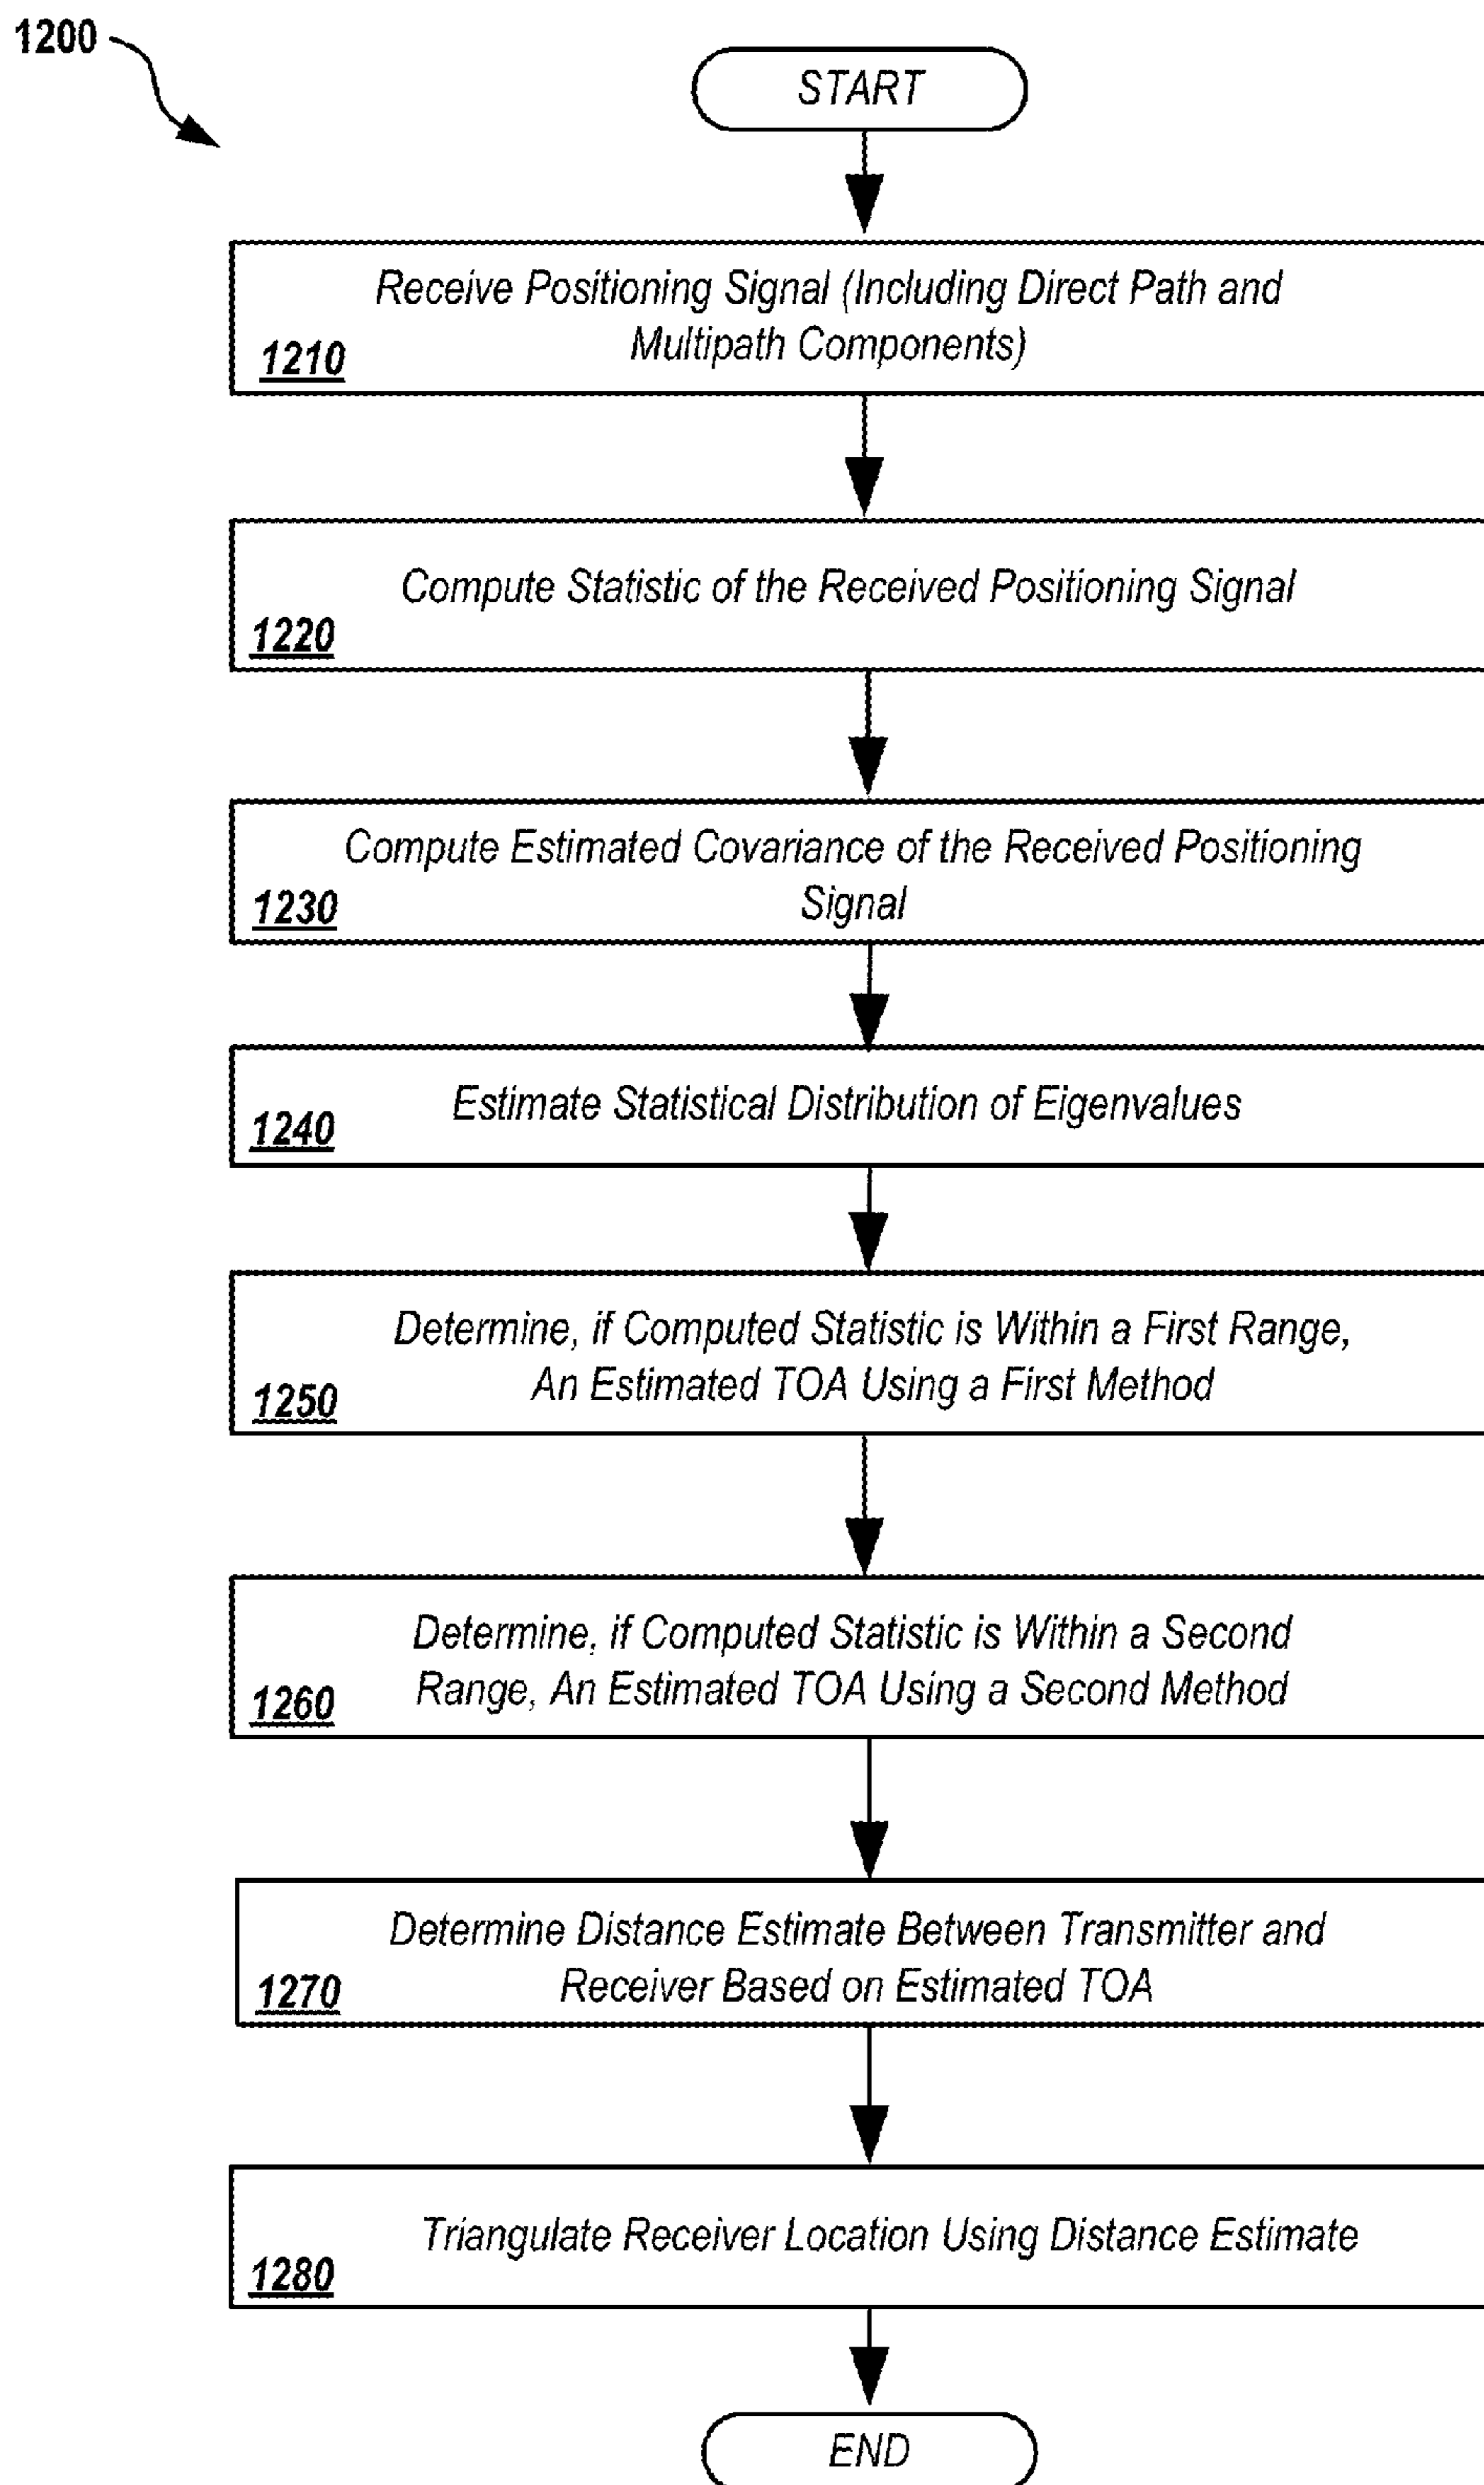 1200
START
Receive Positioning Signal (Including Direct Path and
Multipath Components)
1210
Compute Statistic of the Received Positioning Signal
1220
Compute Estimated Covariance of the Received Positioning
Signal
1230
Estimate Statistical Distribution of Eigenvalues
1240
Determine, if Computed Statistic is Within a First Range,
An Estimated TOA Using a First Method
1250
Determine, if Computed Statistic is Within a Second
Range, An Estimated TOA Using a Second Method
1260
Determine Distance Estimate Between Transmitter and
Receiver Based on Estimated TOA
1270
Triangulate Receiver Location Using Distance Estimate
1280
END